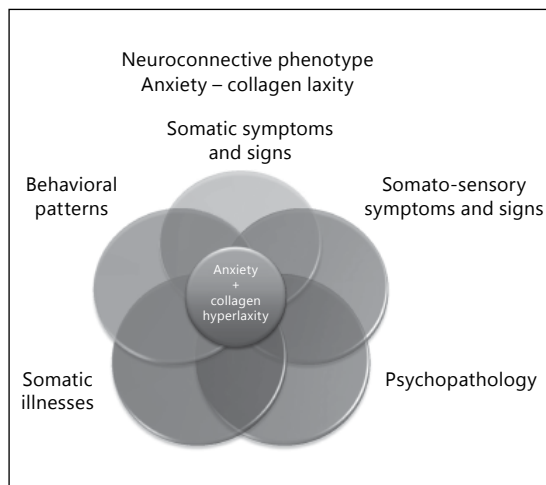 Neuroconnective phenotype
Anxiety – collagen laxity
Somatic symptoms
and signs
Behavioral
patterns
Somato-sensory
symptoms and signs
Anxiety
+
collagen
hyperlaxity
Somatic
illnesses
Psychopathology